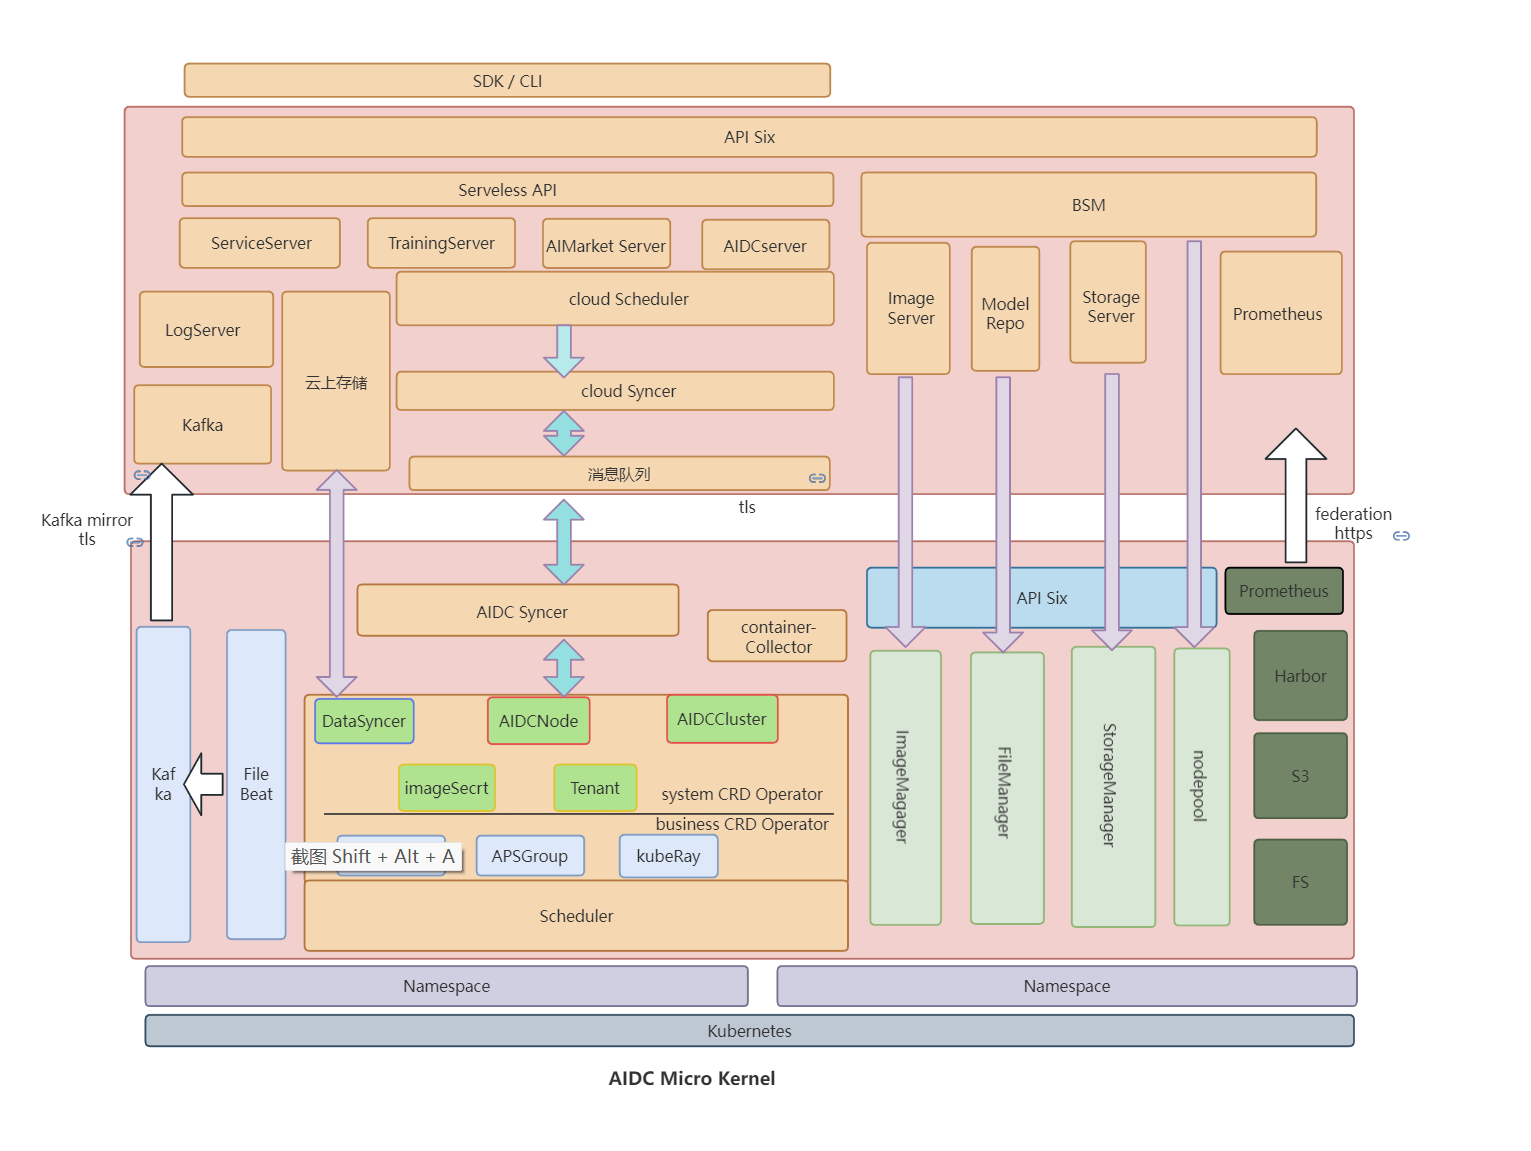 SDK / CLI
API Six
Serveless API
BSM
ServiceServer
TrainingServer
AIMarket Server
AIDCserver
cloud Scheduler
Image
Server
Model
Repo
Storage
Server
Prometheus
LogServer
云上存储
cloud Syncer
Kafka
消息队列
tls
Kafka mirror
tls
federation
https
AIDC Syncer
container-
Collector
API Six
Prometheus
Harbor
DataSyncer
AIDCNode
AIDCCluster
imageSecrt
Tenant
system CRD Operator
business CRD Operator
Kaf
ka
File
Beat
ImageMagager
FileManager
StorageManager
nodepool
S3
截图 Shift + Alt + A
APSGroup
kubeRay
FS
Scheduler
Namespace
Namespace
Kubernetes
AIDC Micro Kernel